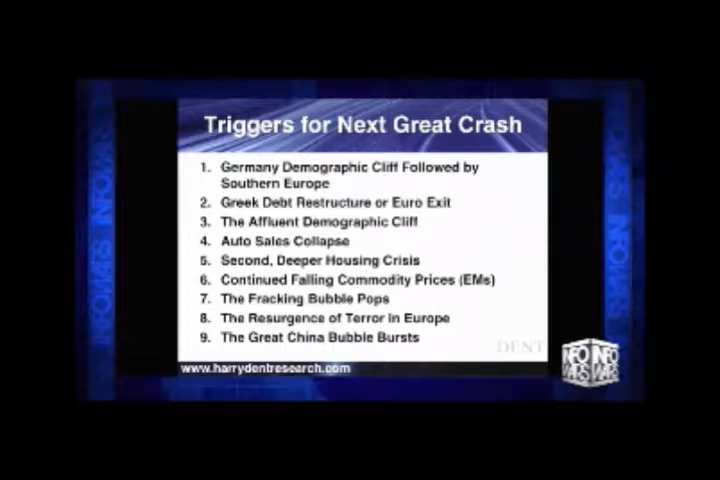 Triggers for Next Great Crash
1. Germany Demographic Cliff Followed by
Southern Europe
2. Greek Debt Restructure or Euro Exit
3. The Affluent Demographic Cliff
4. Auto Sales Collapse
5. Second, Deeper Housing Crisis
6. Continued Falling Commodity Prices (EMs)
7. The Fracking Bubble Pops
8. The Resurgence of Terror in Europe
9. The Great China Bubble Bursts
DENT
www.harrydentresearch.com
INFO
WARS
INFO
WARS
INFOWARS
INFOWARS
INFOWARS